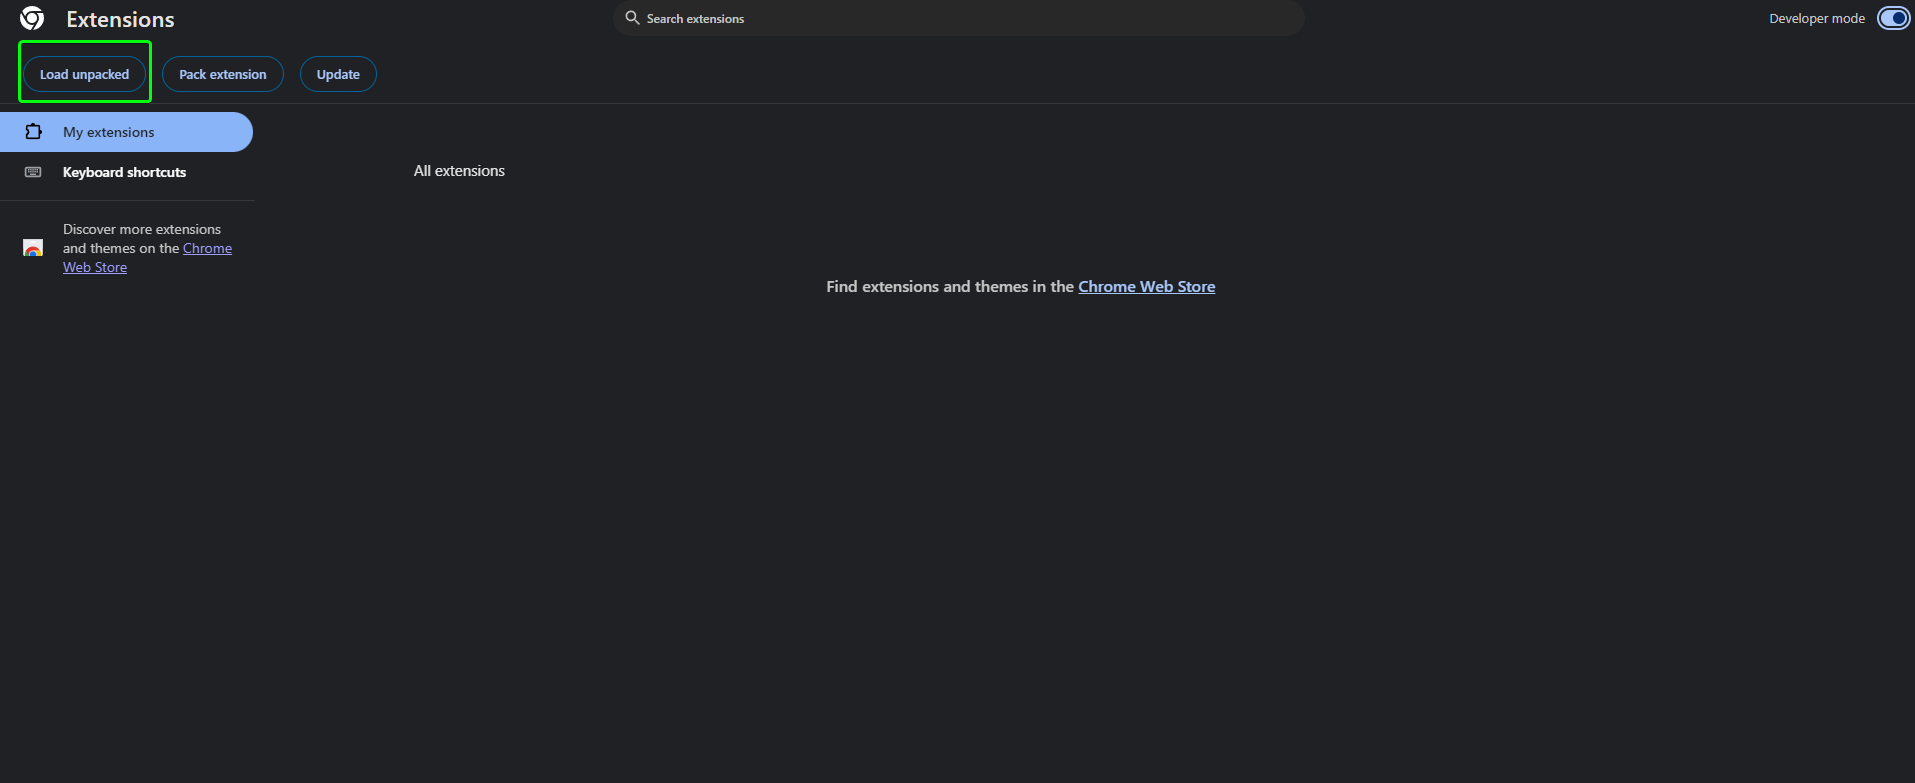 Extensions
Search extensions
Developer mode
Load unpacked
Pack extension
Update
My extensions
Keyboard shortcuts
All extensions
Discover more extensions
and themes on the Chrome
Web Store
Find extensions and themes in the Chrome Web Store